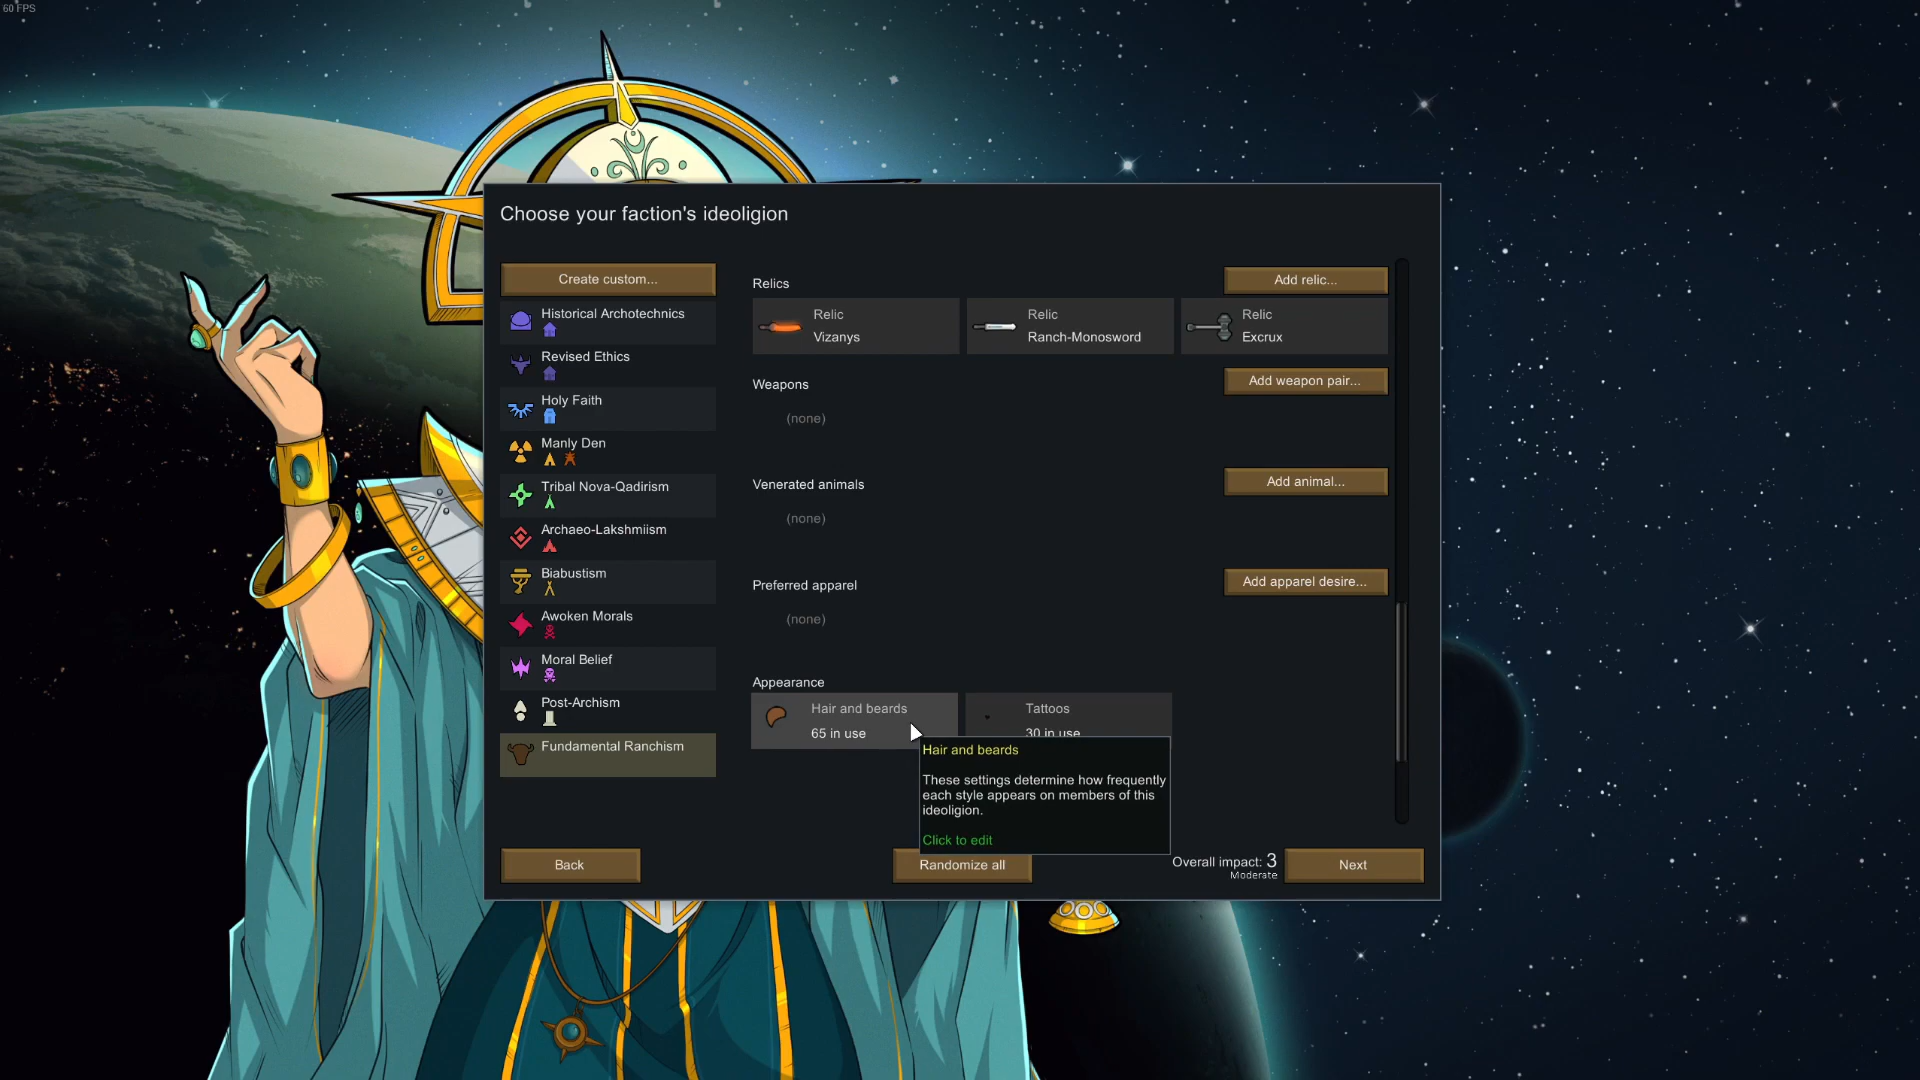 60 FPS
Choose your faction's ideoligion
Create custom...
Historical Archotechnics
Revised Ethics
Holy Faith
Manly Den
Tribal Nova-Qadirism
Archaeo-Lakshmiism
Biabustism
Awoken Morals
Moral Belief
Post-Archism
Fundamental Ranchism
Relics
Add relic...
Relic
Vizanys
Relic
Ranch-Monosword
Relic
Excrux
Weapons
Add weapon pair...
(none)
Venerated animals
Add animal...
(none)
Preferred apparel
Add apparel desire...
(none)
Appearance
Hair and beards
65 in use
Tattoos
30 in use
Hair and beards
These settings determine how frequently
each style appears on members of this
ideoligion.
Click to edit
Back
Randomize all
Overall impact: 3
Moderate
Next